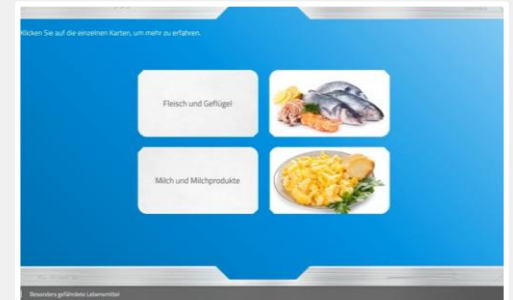 Klicken Sie auf die einzelnen Karten, um mehr zu erfahren.
Fleisch und Geflügel
Milch und Milchprodukte
Besonders gefährdete Lebensmittel